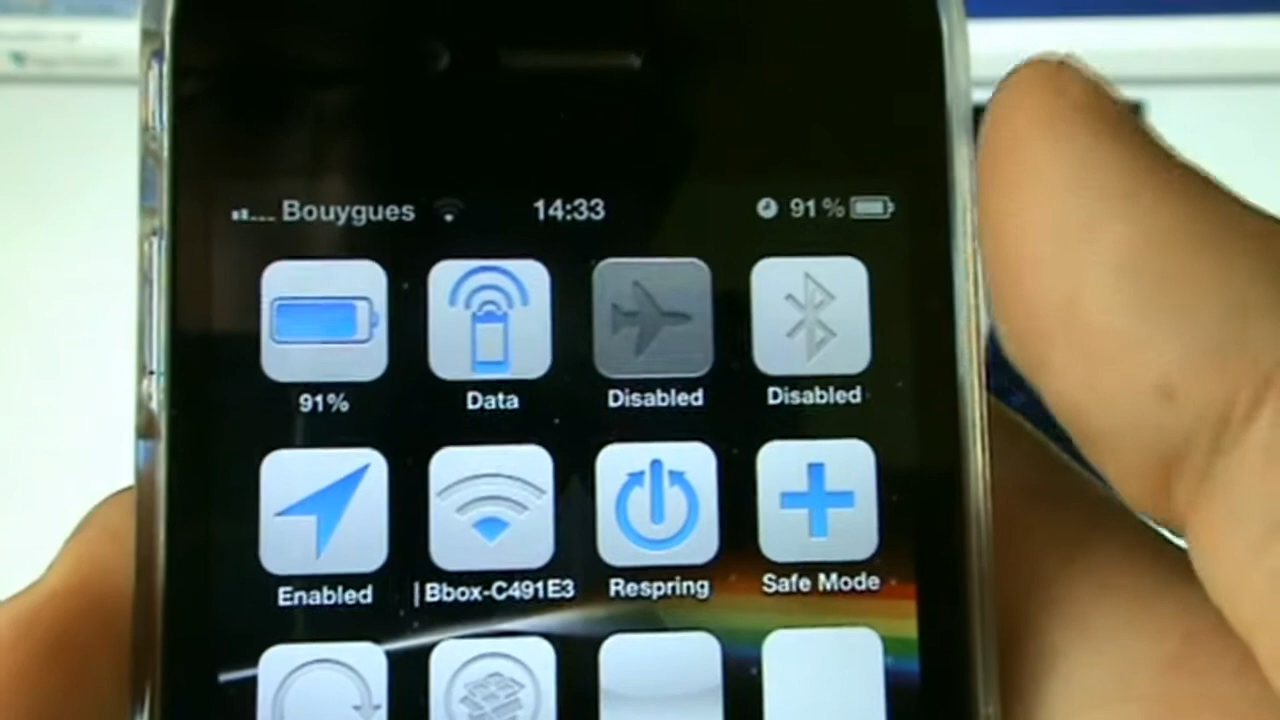 Bouygues 14:33 91%
91% Data Disabled Disabled
Enabled | Bbox-C491E3 Respring Safe Mode